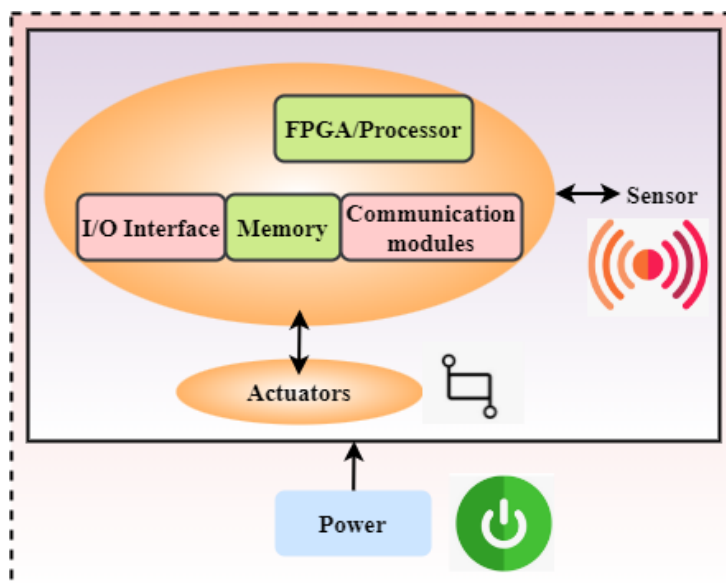 FPGA/Processor
I/O Interface
Memory
Communication
modules
Sensor
Actuators
Power